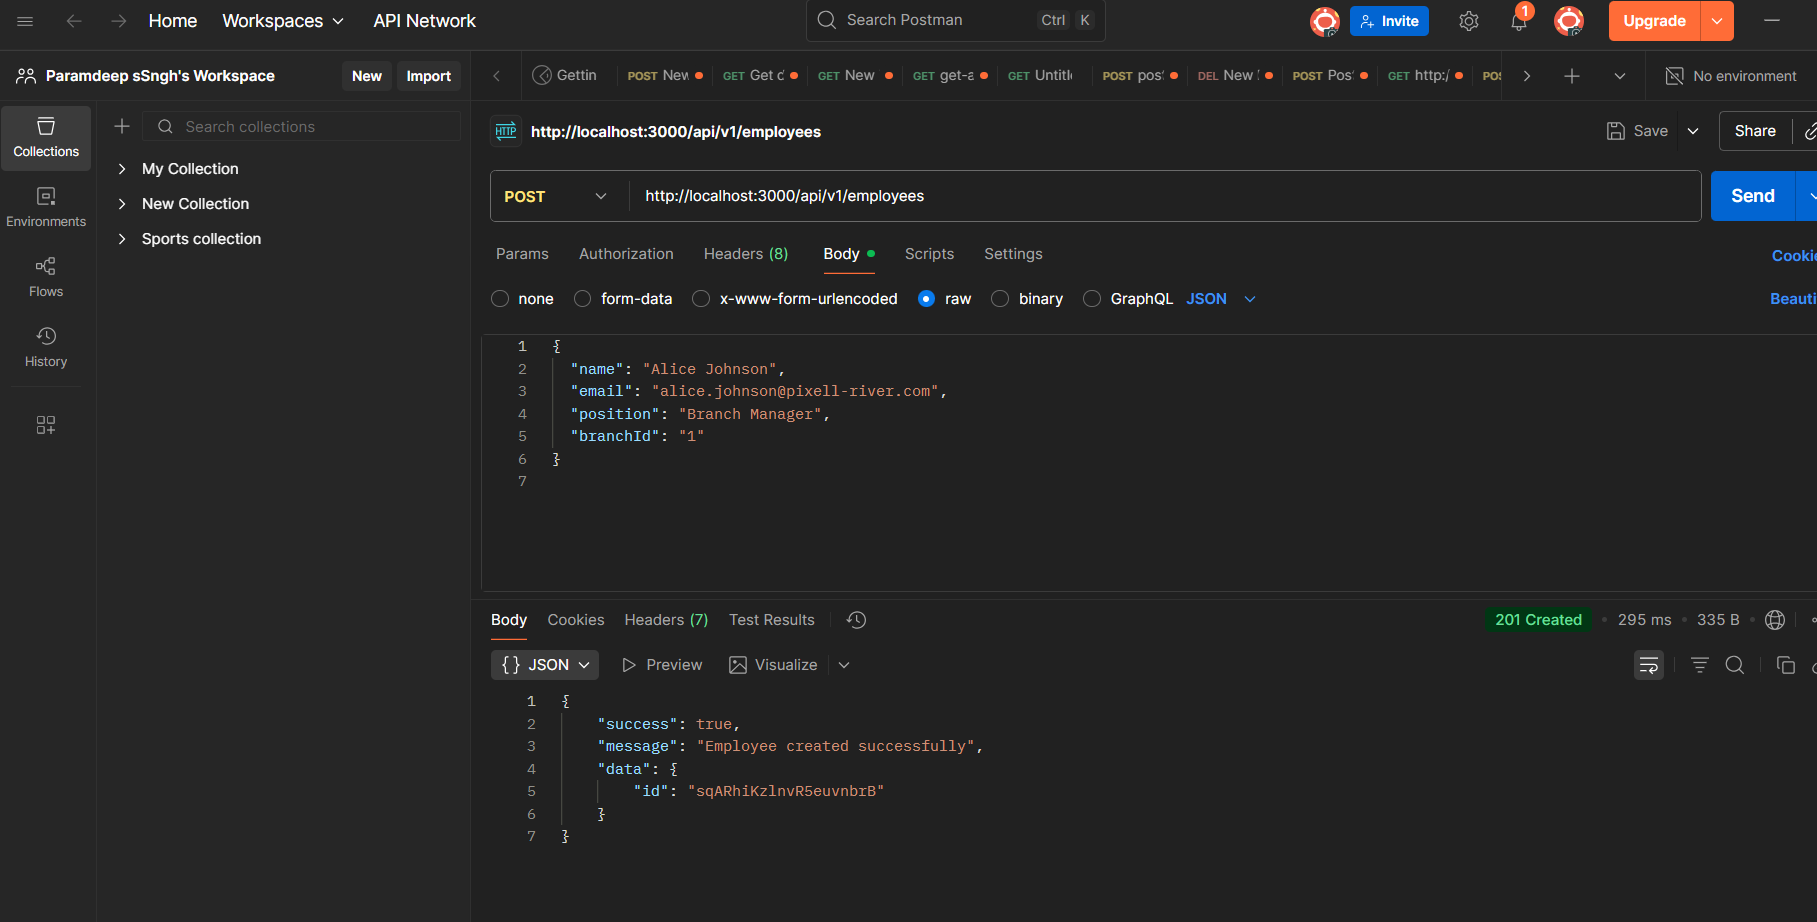 Home Workspaces API Network Search Postman Ctrl K Invite 1 Upgrade
Paramdeep sSngh's Workspace New Import Gettin POST New GET Get GET New GET get-a GET Untitl POST pos DEL New POST Pos GET http:/ No environment
Search collections
Collections
Environments
Flows
History
My Collection
New Collection
Sports collection
HTTP http://localhost:3000/api/v1/employees Save Share
POST http://localhost:3000/api/v1/employees Send
Params Authorization Headers (8) Body Scripts Settings Cookie
none form-data x-www-form-urlencoded raw binary GraphQL JSON Beauti
1 {
2 "name": "Alice Johnson",
3 "email": "alice.johnson@pixell-river.com",
4 "position": "Branch Manager",
5 "branchId": "1"
6 }
7
Body Cookies Headers (7) Test Results 201 Created 295 ms 335 B
{} JSON Preview Visualize
1 {
2 "success": true,
3 "message": "Employee created successfully",
4 "data": {
5 "id": "sqARhiKzlnvR5euvnbrB"
6 }
7 }